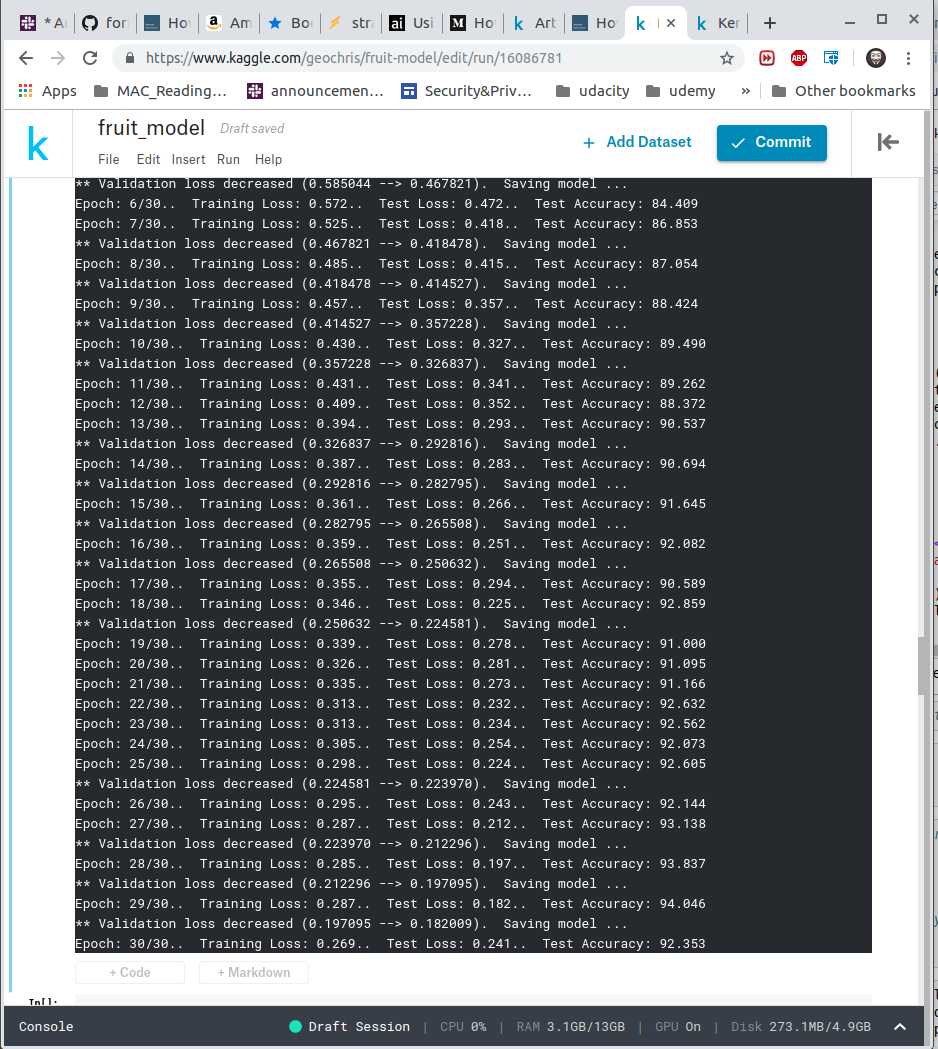 * Ar
for
Hov
Am
Boo
stra
ai Usi
M Ho
k Art
Ho
k
k Ker
https://www.kaggle.com/geochris/fruit-model/edit/run/16086781
ABP
Apps
MAC_Reading...
announcemen...
Security&Priv...
udacity
udemy
»
Other bookmarks
k
fruit_model
Draft saved
File Edit Insert Run Help
+ Add Dataset
Commit
** Validation loss decreased (0.585044 --> 0.467821). Saving model ...
Epoch: 6/30.. Training Loss: 0.572.. Test Loss: 0.472.. Test Accuracy: 84.409
Epoch: 7/30.. Training Loss: 0.525.. Test Loss: 0.418.. Test Accuracy: 86.853
** Validation loss decreased (0.467821 --> 0.418478). Saving model ...
Epoch: 8/30.. Training Loss: 0.485.. Test Loss: 0.415.. Test Accuracy: 87.054
** Validation loss decreased (0.418478 --> 0.414527). Saving model ...
Epoch: 9/30.. Training Loss: 0.457.. Test Loss: 0.357.. Test Accuracy: 88.424
** Validation loss decreased (0.414527 --> 0.357228). Saving model ...
Epoch: 10/30.. Training Loss: 0.430.. Test Loss: 0.327.. Test Accuracy: 89.490
** Validation loss decreased (0.357228 --> 0.326837). Saving model ...
Epoch: 11/30.. Training Loss: 0.431.. Test Loss: 0.341.. Test Accuracy: 89.262
Epoch: 12/30.. Training Loss: 0.409.. Test Loss: 0.352.. Test Accuracy: 88.372
Epoch: 13/30.. Training Loss: 0.394.. Test Loss: 0.293.. Test Accuracy: 90.537
** Validation loss decreased (0.326837 --> 0.292816). Saving model ...
Epoch: 14/30.. Training Loss: 0.387.. Test Loss: 0.283.. Test Accuracy: 90.694
** Validation loss decreased (0.292816 --> 0.282795). Saving model ...
Epoch: 15/30.. Training Loss: 0.361.. Test Loss: 0.266.. Test Accuracy: 91.645
** Validation loss decreased (0.282795 --> 0.265508). Saving model ...
Epoch: 16/30.. Training Loss: 0.359.. Test Loss: 0.251.. Test Accuracy: 92.082
** Validation loss decreased (0.265508 --> 0.250632). Saving model ...
Epoch: 17/30.. Training Loss: 0.355.. Test Loss: 0.294.. Test Accuracy: 90.589
Epoch: 18/30.. Training Loss: 0.346.. Test Loss: 0.225.. Test Accuracy: 92.859
** Validation loss decreased (0.250632 --> 0.224581). Saving model ...
Epoch: 19/30.. Training Loss: 0.339.. Test Loss: 0.278.. Test Accuracy: 91.000
Epoch: 20/30.. Training Loss: 0.326.. Test Loss: 0.281.. Test Accuracy: 91.095
Epoch: 21/30.. Training Loss: 0.335.. Test Loss: 0.273.. Test Accuracy: 91.166
Epoch: 22/30.. Training Loss: 0.313.. Test Loss: 0.232.. Test Accuracy: 92.632
Epoch: 23/30.. Training Loss: 0.313.. Test Loss: 0.234.. Test Accuracy: 92.562
Epoch: 24/30.. Training Loss: 0.305.. Test Loss: 0.254.. Test Accuracy: 92.073
Epoch: 25/30.. Training Loss: 0.298.. Test Loss: 0.224.. Test Accuracy: 92.605
** Validation loss decreased (0.224581 --> 0.223970). Saving model ...
Epoch: 26/30.. Training Loss: 0.295.. Test Loss: 0.243.. Test Accuracy: 92.144
Epoch: 27/30.. Training Loss: 0.287.. Test Loss: 0.212.. Test Accuracy: 93.138
** Validation loss decreased (0.223970 --> 0.212296). Saving model ...
Epoch: 28/30.. Training Loss: 0.285.. Test Loss: 0.197.. Test Accuracy: 93.837
** Validation loss decreased (0.212296 --> 0.197095). Saving model ...
Epoch: 29/30.. Training Loss: 0.287.. Test Loss: 0.182.. Test Accuracy: 94.046
** Validation loss decreased (0.197095 --> 0.182009). Saving model ...
Epoch: 30/30.. Training Loss: 0.269.. Test Loss: 0.241.. Test Accuracy: 92.353
+ Code
+ Markdown
In[]:
Console
Draft Session | CPU 0% | RAM 3.1GB/13GB | GPU On | Disk 273.1MB/4.9GB